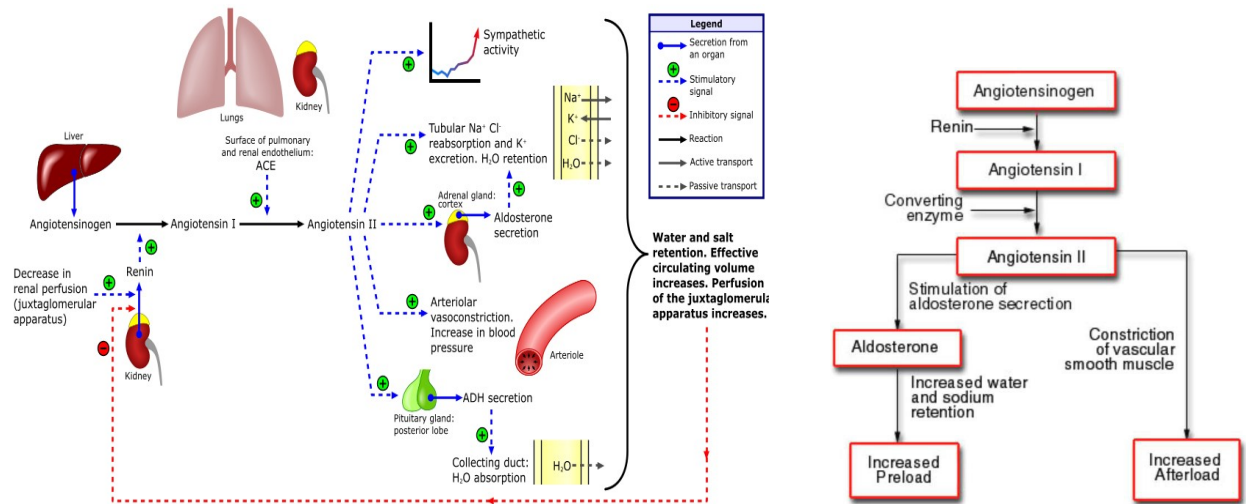 Sympathetic
activity
Lungs
Kidney
Liver
Surface of pulmonary
and renal endothelium:
ACE
Tubular Na⁺ Cl⁻
reabsorption and K⁺
excretion. H₂O retention
Na⁺
K⁺
Cl⁻
H₂O
Adrenal gland:
cortex
Angiotensinogen
Angiotensin I
Angiotensin II
Aldosterone
secretion
Decrease in
renal perfusion
(juxtaglomerular
apparatus)
Renin
Kidney
Arteriolar
vasoconstriction.
Increase in blood
pressure
Arteriole
Pituitary gland:
posterior lobe
ADH secretion
Collecting duct:
H₂O absorption
H₂O
Water and salt
retention. Effective
circulating volume
increases. Perfusion
of the juxtaglomerula
apparatus increases.
Legend
Secretion from
an organ
Stimulatory
signal
Inhibitory signal
Reaction
Active transport
Passive transport
Angiotensinogen
Renin
Angiotensin I
Converting
enzyme
Angiotensin II
Stimulation of
aldosterone secretion
Aldosterone
Constriction
of vascular
smooth muscle
Increased water
and sodium
retention
Increased
Preload
Increased
Afterload